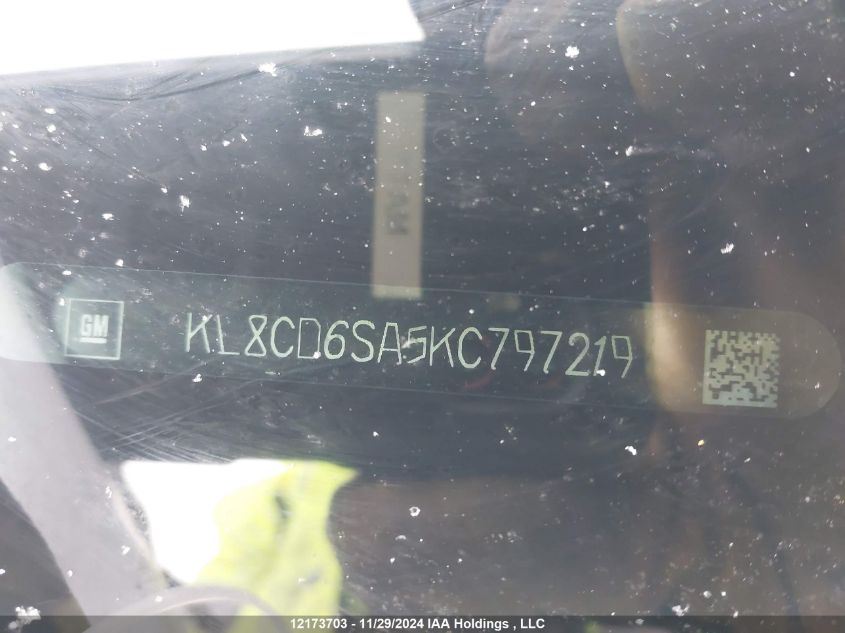 GM
KL8CD6SA5KC797219
12173703 - 11/29/2024 IAA Holdings , LLC